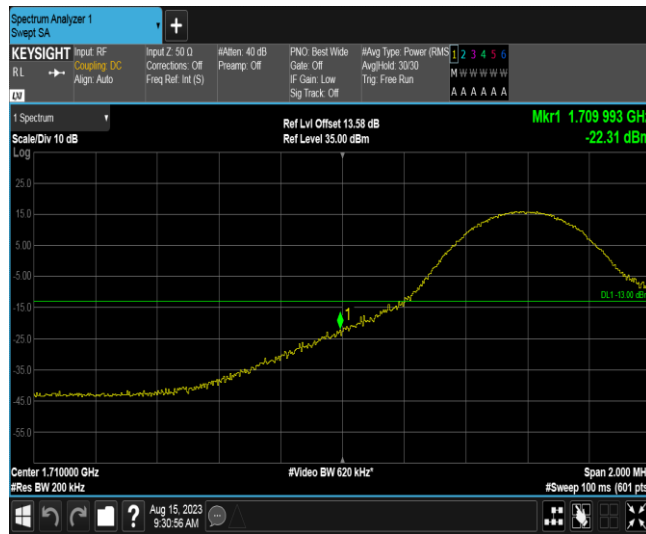 Spectrum Analyzer 1
Swept SA
+
KEYSIGHT
RL
LXI
Input: RF
Coupling: DC
Align: Auto
Input Z: 50 Ω
Corrections: Off
Freq Ref: Int (S)
#Atten: 40 dB
Preamp: Off
PNO: Best Wide
Gate: Off
IF Gain: Low
Sig Track: Off
#Avg Type: Power (RMS
Avg|Hold: 30/30
Trig: Free Run
1 2 3 4 5 6
M W W W W W
A A A A A A
1 Spectrum
Scale/Div 10 dB
Ref Lvl Offset 13.58 dB
Ref Level 35.00 dBm
Mkr1 1.709 993 GHz
-22.31 dBm
Log
25.0
15.0
5.00
-5.00
-15.0
-25.0
-35.0
-45.0
-55.0
1
DL1 -13.00 dBm
Center 1.710000 GHz
#Res BW 200 kHz
#Video BW 620 kHz*
Span 2.000 MH
#Sweep 100 ms (601 pts
?
Aug 15, 2023
9:30:56 AM